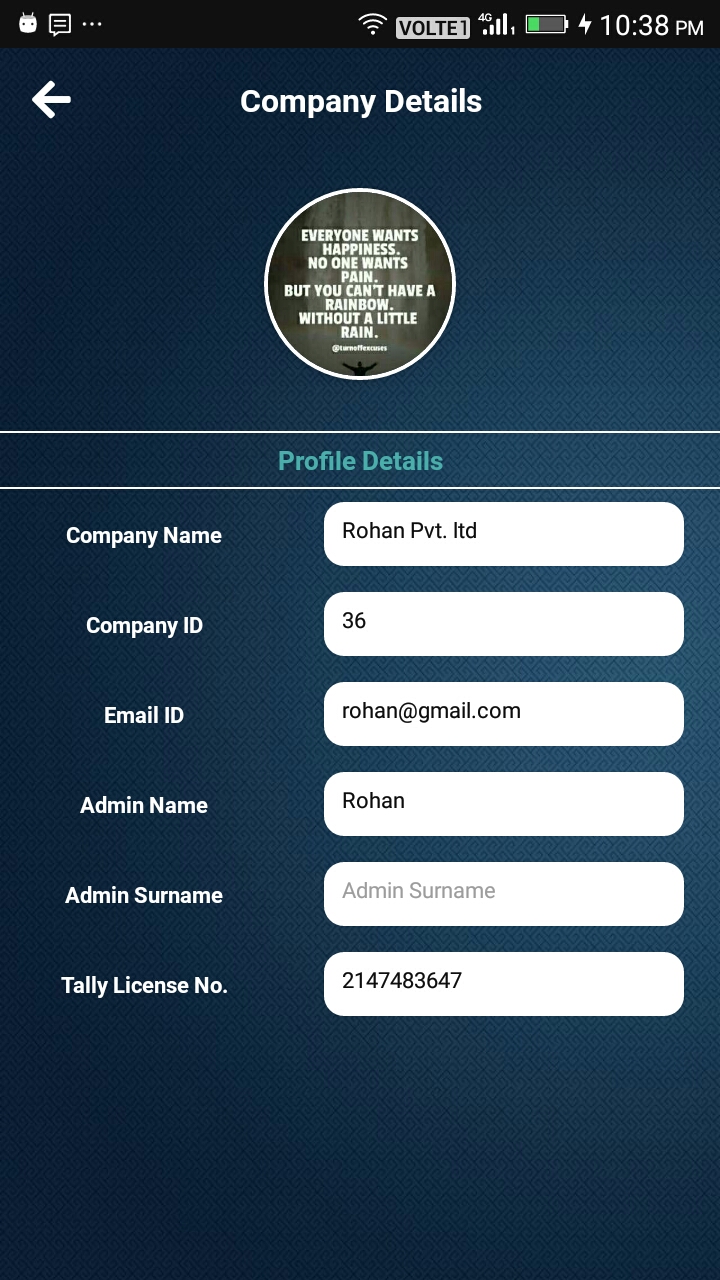 VOLTE1 4G 1 10:38 PM
Company Details
EVERYONE WANTS
HAPPINESS.
NO ONE WANTS
PAIN.
BUT YOU CAN'T HAVE A
RAINBOW.
WITHOUT A LITTLE
RAIN.
@turnoffexcuses
Profile Details
Company Name Rohan Pvt. ltd
Company ID 36
Email ID rohan@gmail.com
Admin Name Rohan
Admin Surname Admin Surname
Tally License No. 2147483647